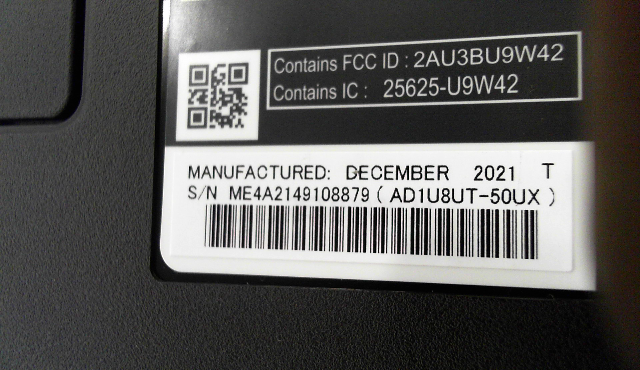 Contains FCC ID : 2AU3BU9W42
Contains IC : 25625-U9W42
MANUFACTURED: DECEMBER 2021 T
S/N ME4A2149108879 ( AD1U8UT-50UX )